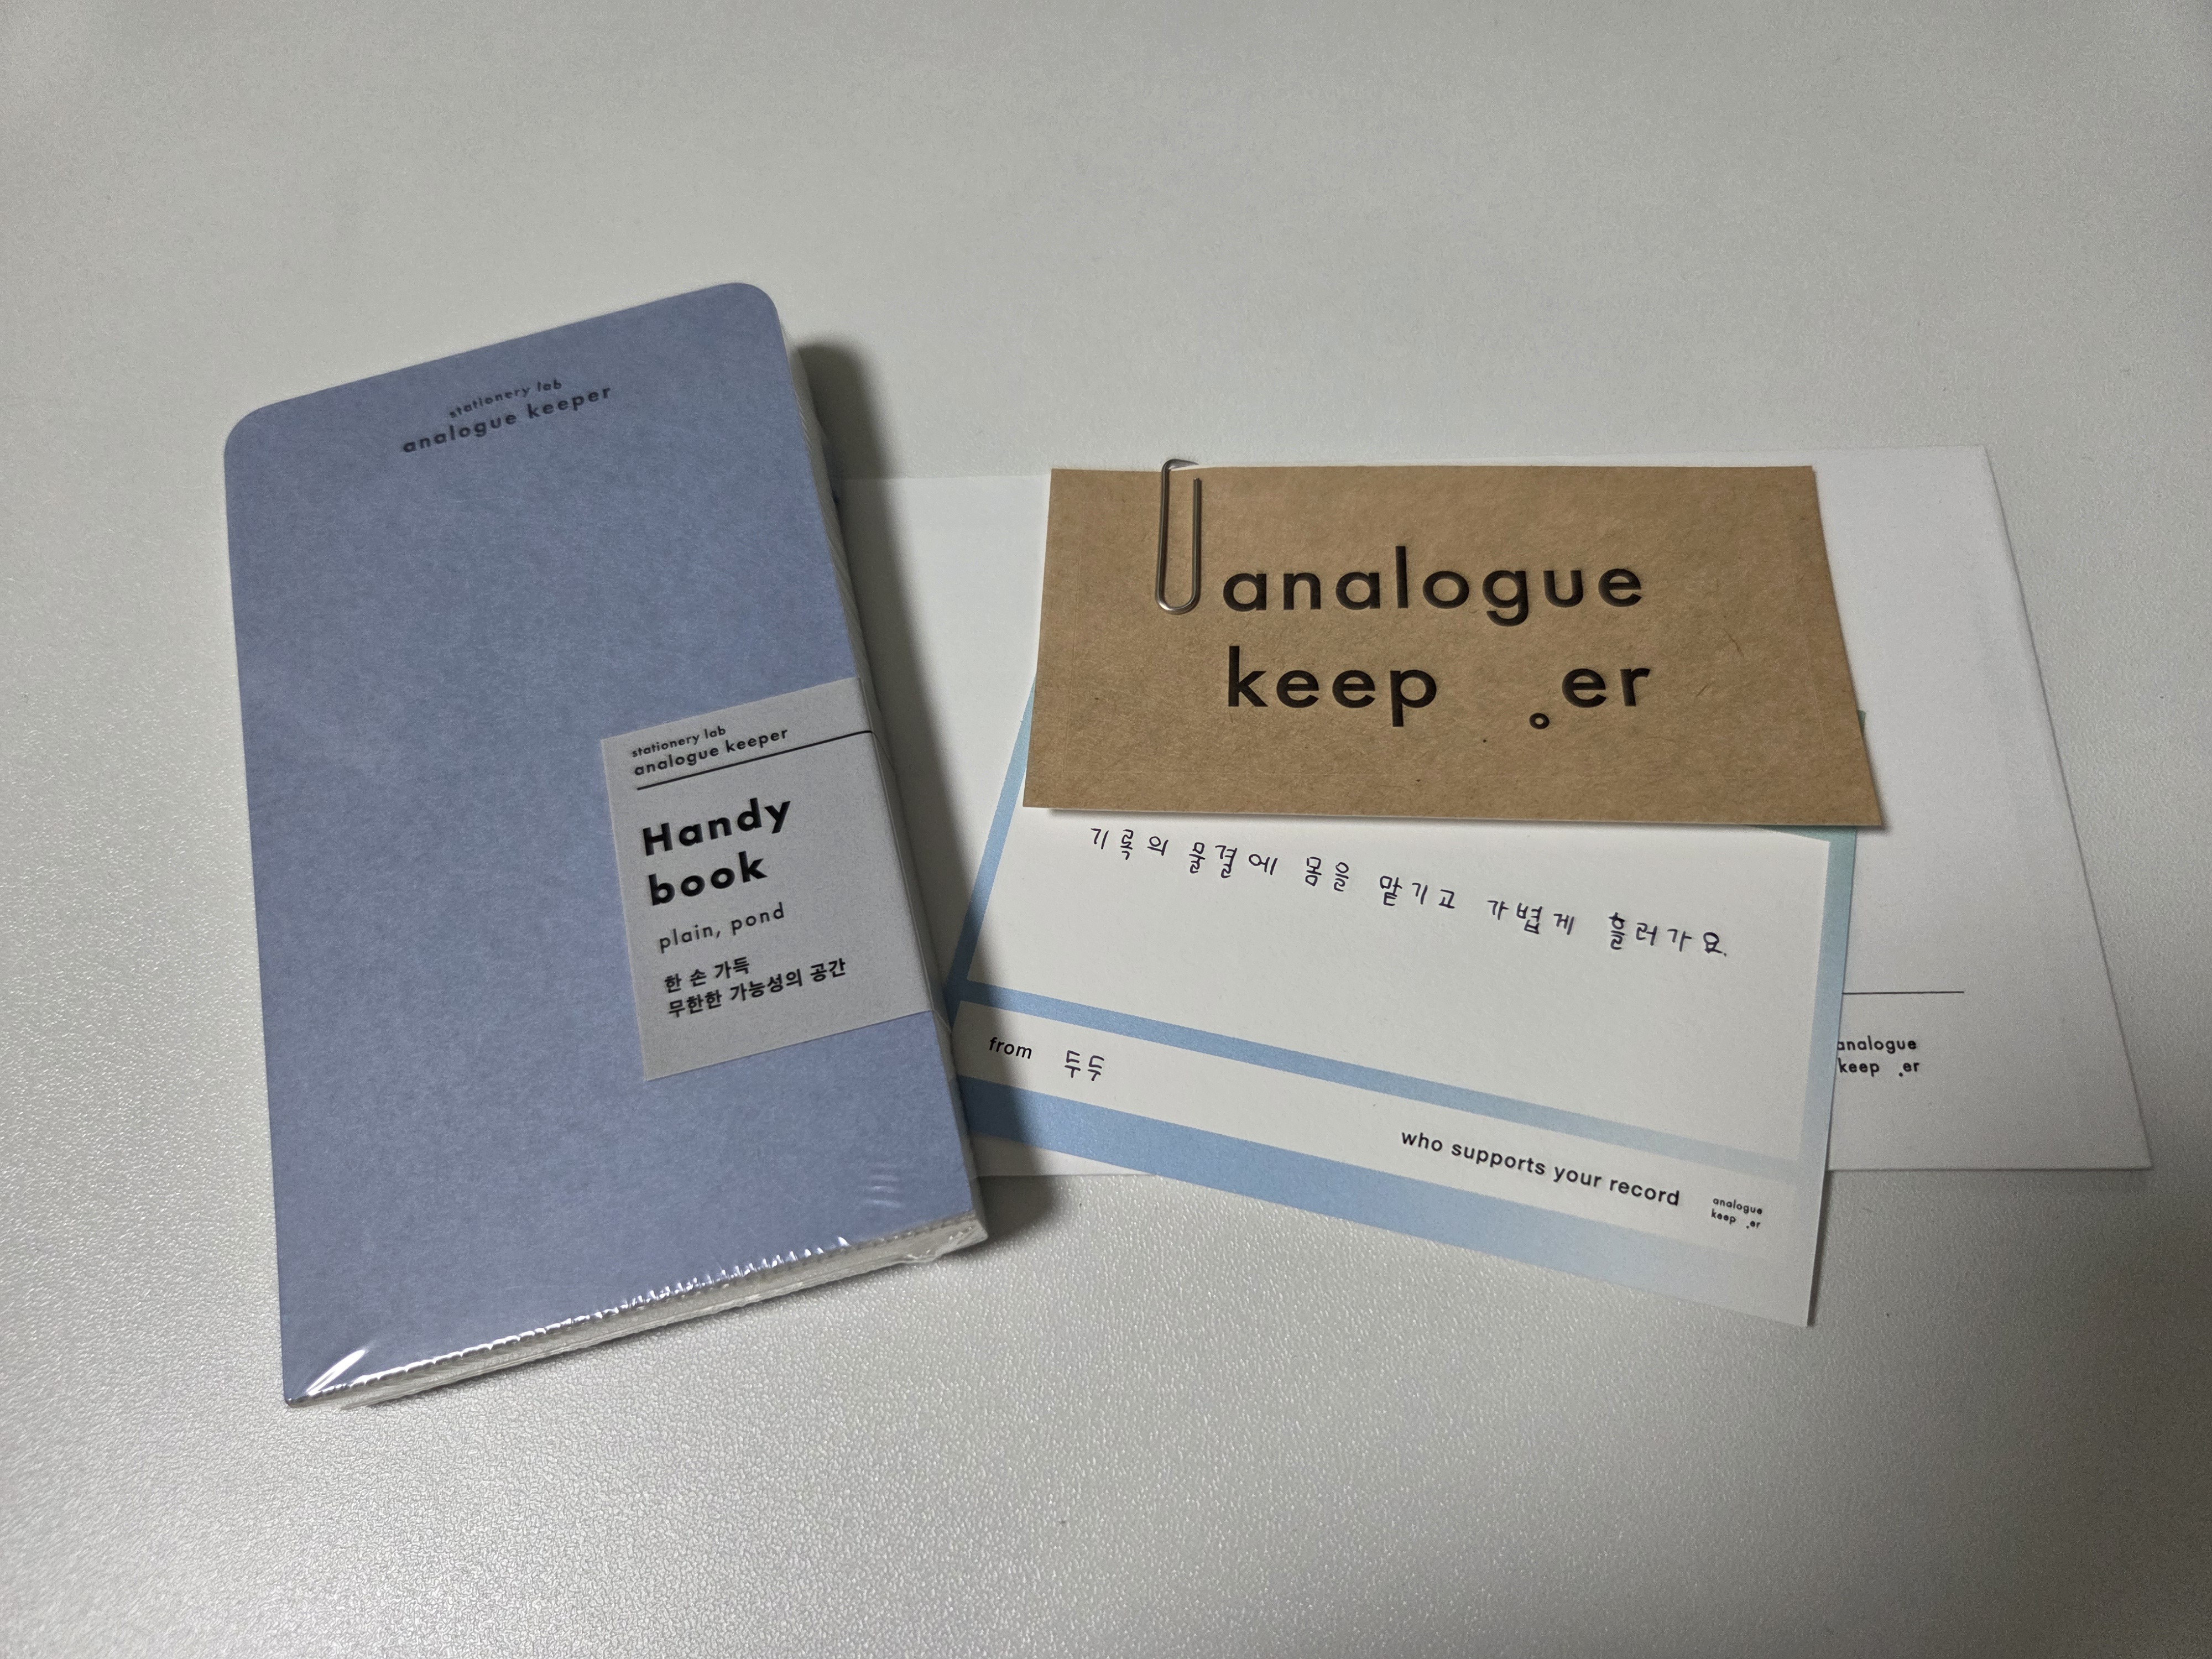 stationery lab
analogue keeper
stationery lab
analogue keeper
Handy
book
plain, pond
한 손 가득
무한한 가능성의 공간
analogue
keep er
기록의 물결에 몸을 맡기고 가볍게 흘러가요.
from 두두
who supports your record
analogue
keep er
analogue
keep er